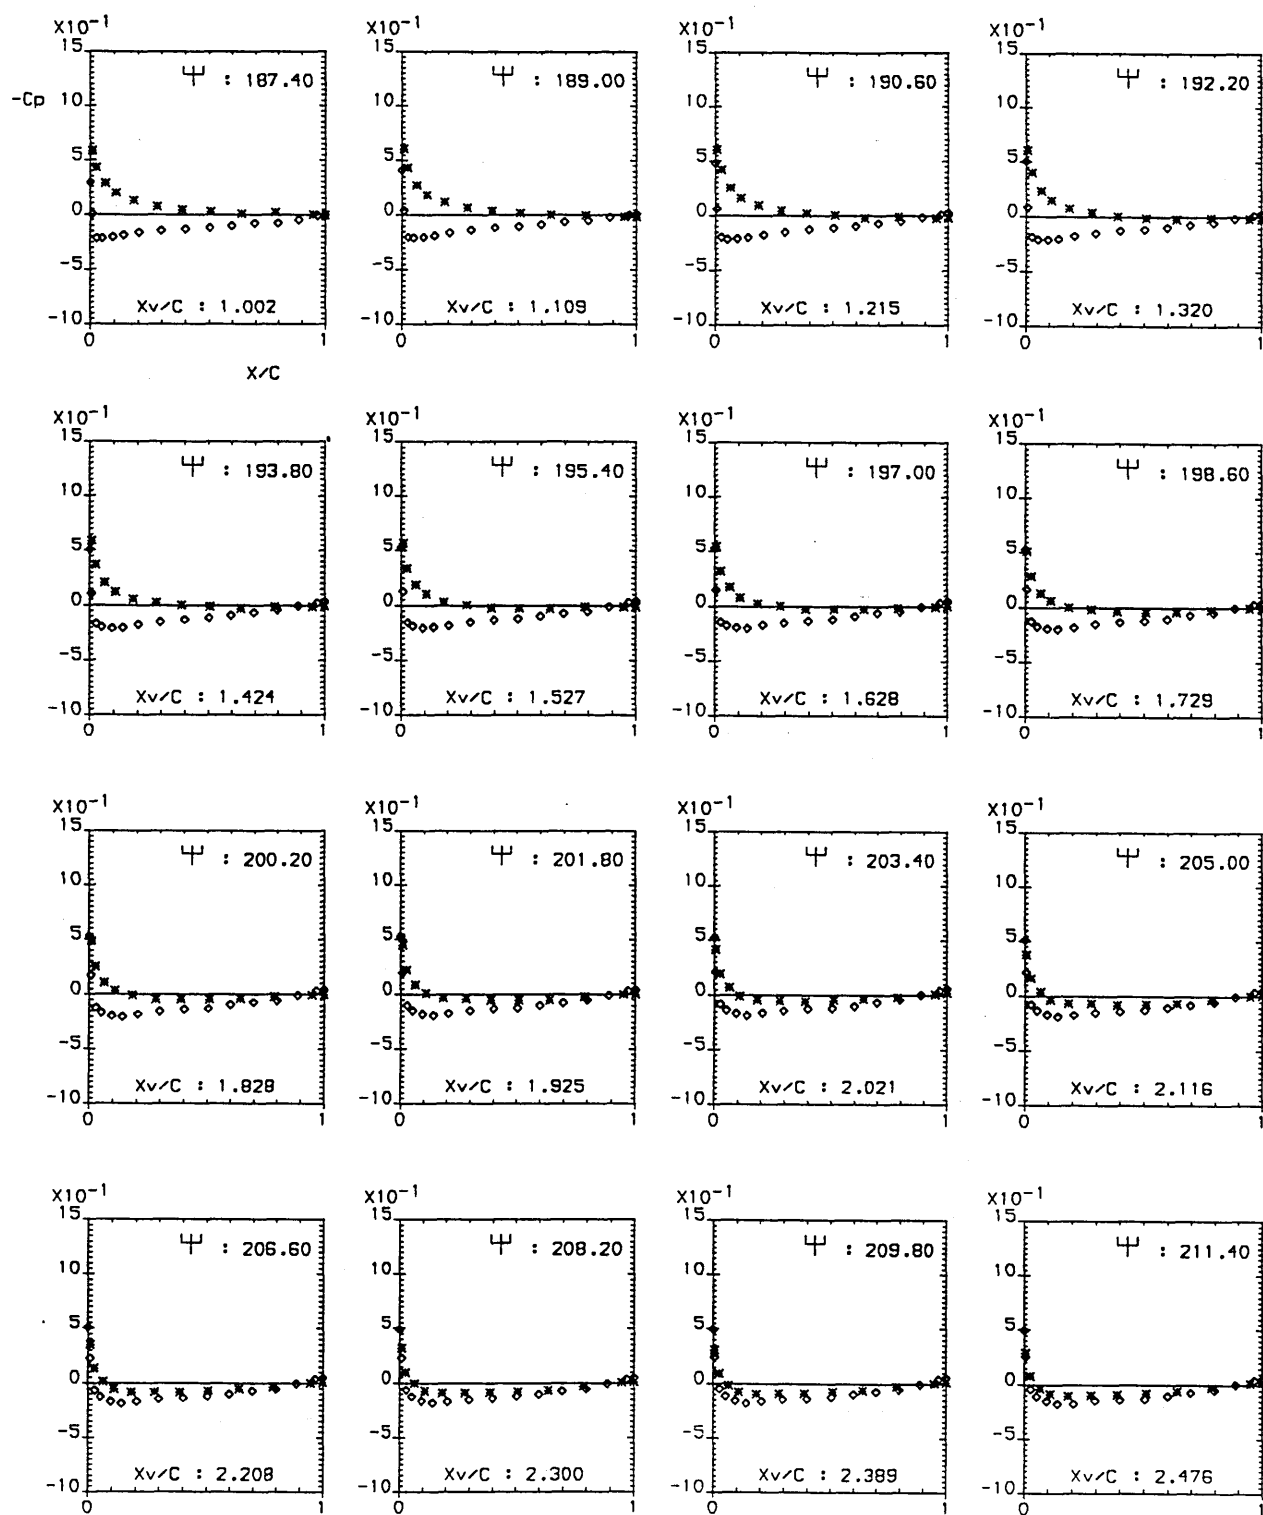 X10-1 X10-1 X10-1 X10-1
15 15 15 15
Ψ : 187.40 Ψ : 189.00 Ψ : 190.60 Ψ : 192.20
-Cp 10 10 10 10
5 5 5 5
0 0 0 0
-5 -5 -5 -5
Xv/C : 1.002 Xv/C : 1.109 Xv/C : 1.215 Xv/C : 1.320
-10 -10 -10 -10
0 1 0 1 0 1 0 1
X/C
X10-1 X10-1 X10-1 X10-1
15 15 15 15
Ψ : 193.80 Ψ : 195.40 Ψ : 197.00 Ψ : 198.60
10 10 10 10
5 5 5 5
0 0 0 0
-5 -5 -5 -5
Xv/C : 1.424 Xv/C : 1.527 Xv/C : 1.628 Xv/C : 1.729
-10 -10 -10 -10
0 1 0 1 0 1 0 1
X10-1 X10-1 X10-1 X10-1
15 15 15 15
Ψ : 200.20 Ψ : 201.80 Ψ : 203.40 Ψ : 205.00
10 10 10 10
5 5 5 5
0 0 0 0
-5 -5 -5 -5
Xv/C : 1.828 Xv/C : 1.925 Xv/C : 2.021 Xv/C : 2.116
-10 -10 -10 -10
0 1 0 1 0 1 0 1
X10-1 X10-1 X10-1 X10-1
15 15 15 15
Ψ : 206.60 Ψ : 208.20 Ψ : 209.80 Ψ : 211.40
10 10 10 10
5 5 5 5
0 0 0 0
-5 -5 -5 -5
Xv/C : 2.208 Xv/C : 2.300 Xv/C : 2.389 Xv/C : 2.476
-10 -10 -10 -10
0 1 0 1 0 1 0 1